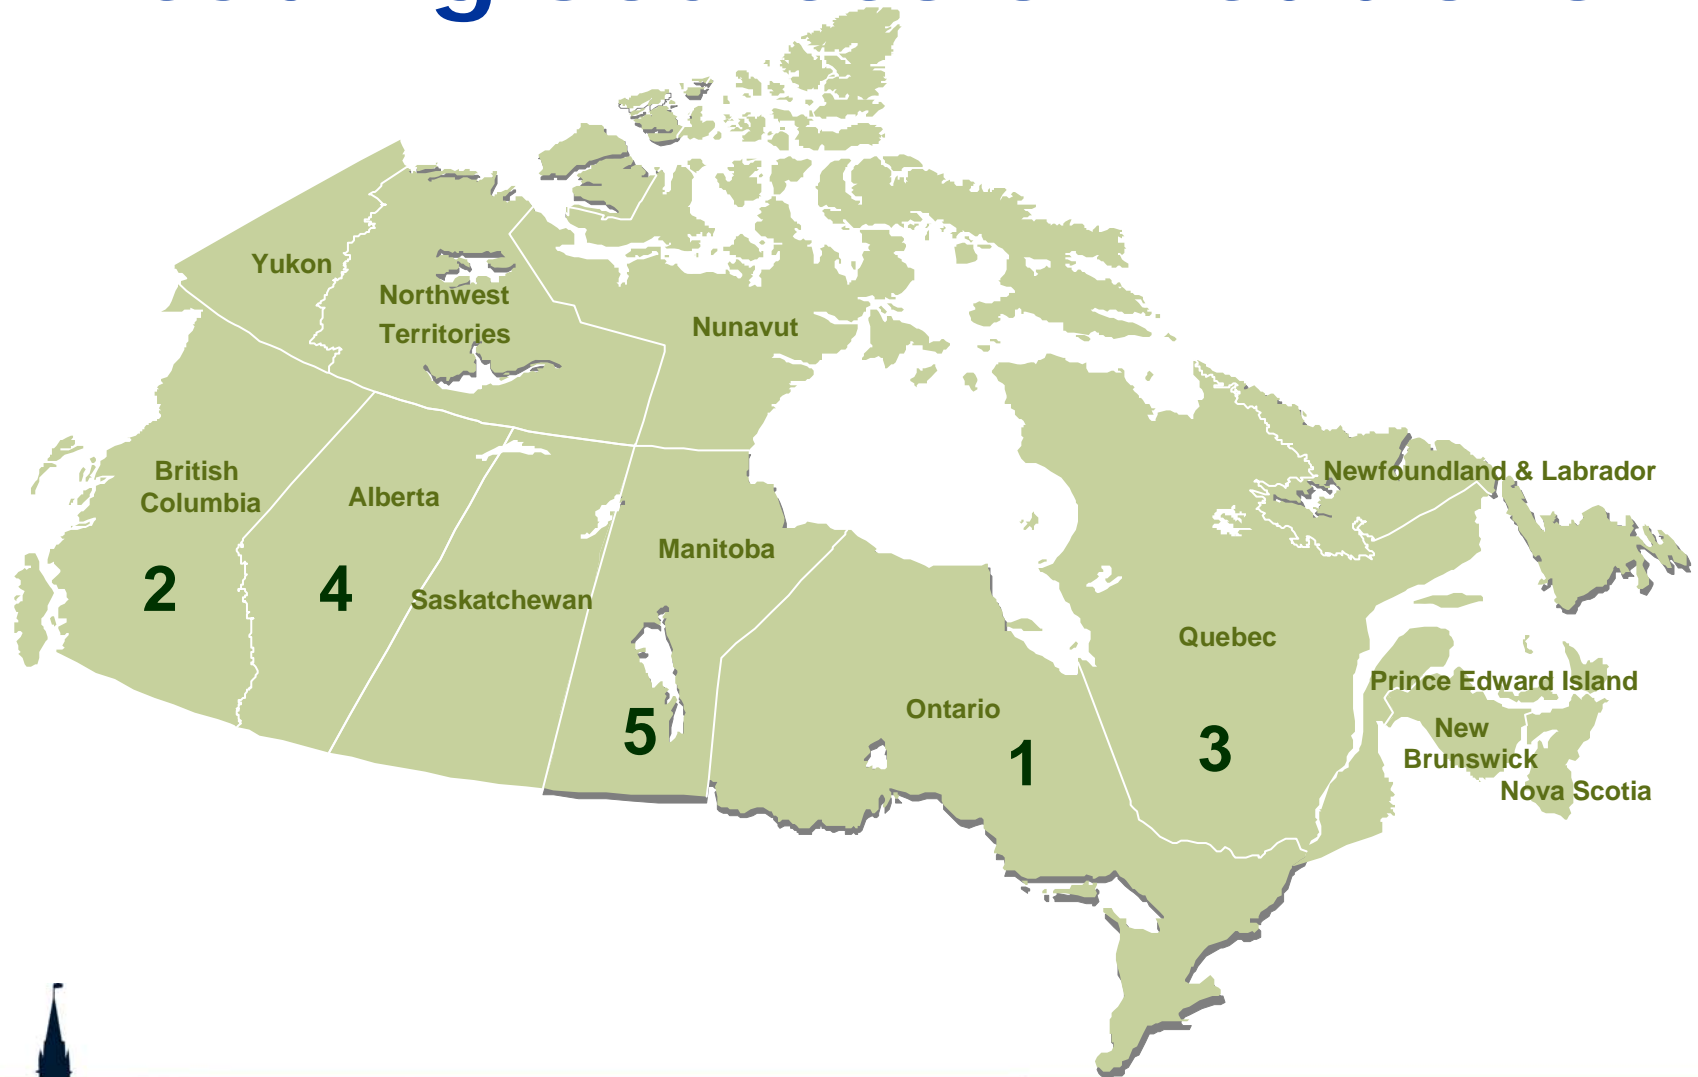 Yukon
Northwest
Territories
Nunavut
British
Columbia
Alberta
Newfoundland & Labrador
Manitoba
2
4
Saskatchewan
Quebec
Prince Edward Island
Ontario
5
1
3
New
Brunswick
Nova Scotia